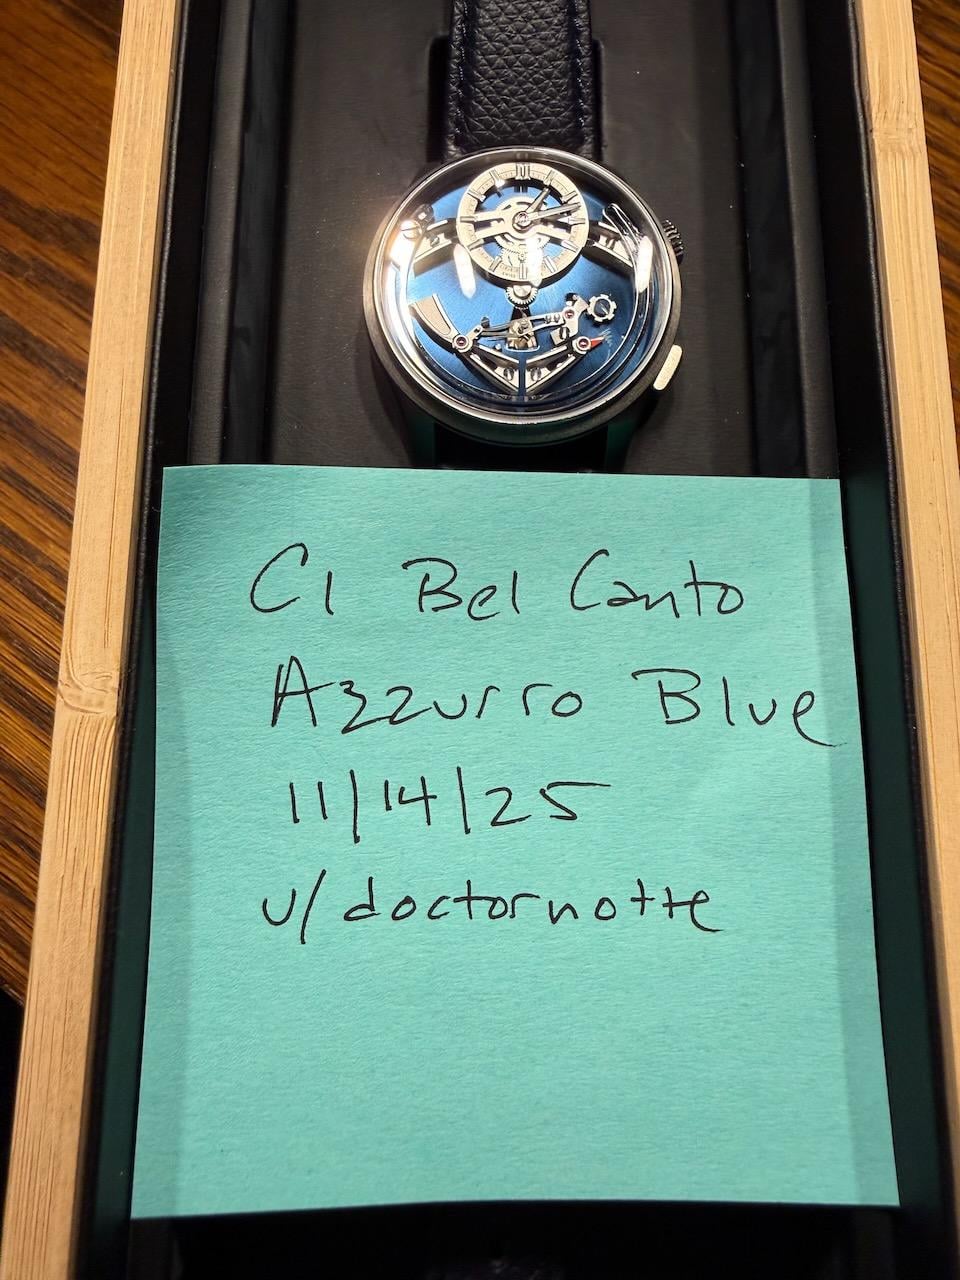 C1 Bel Canto
Azzurro Blue
11/14/25
u/doctornotte